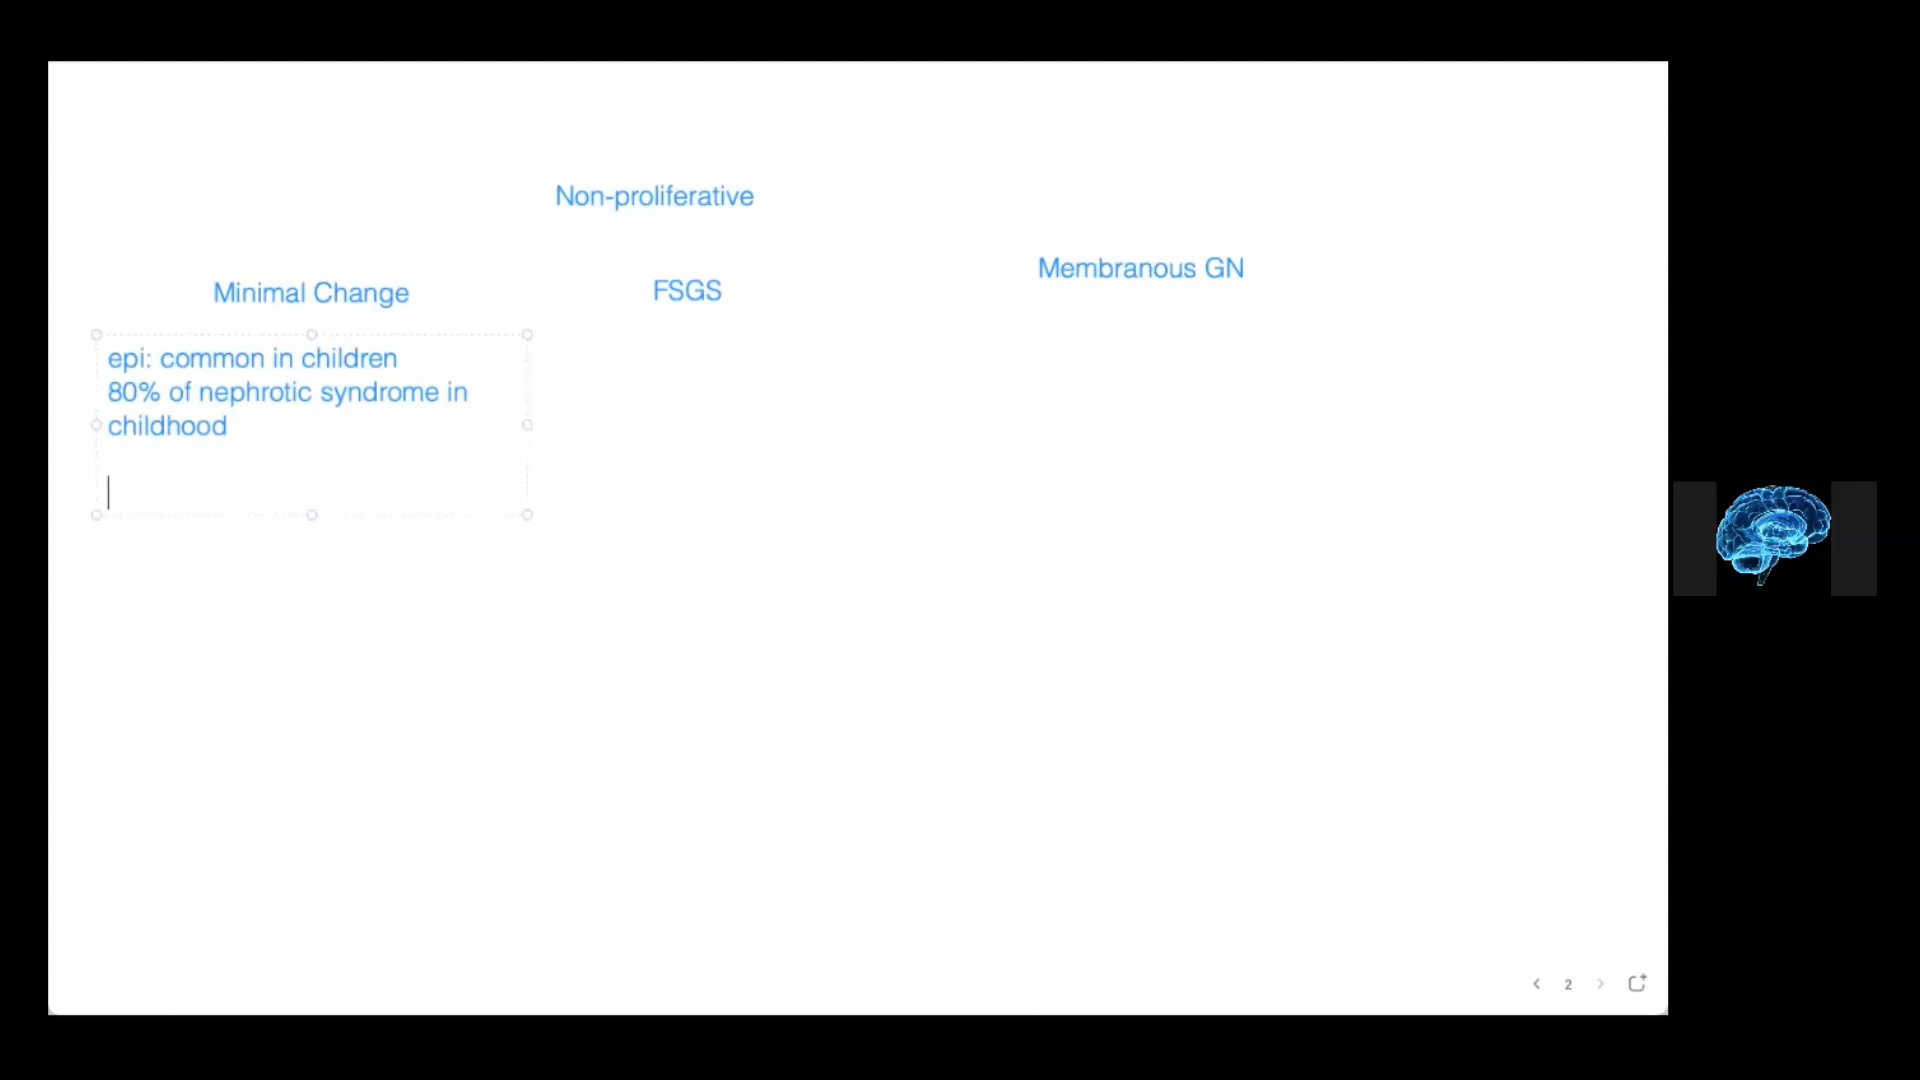 Non-proliferative
Membranous GN
Minimal Change
FSGS
epi: common in children
80% of nephrotic syndrome in
childhood
2